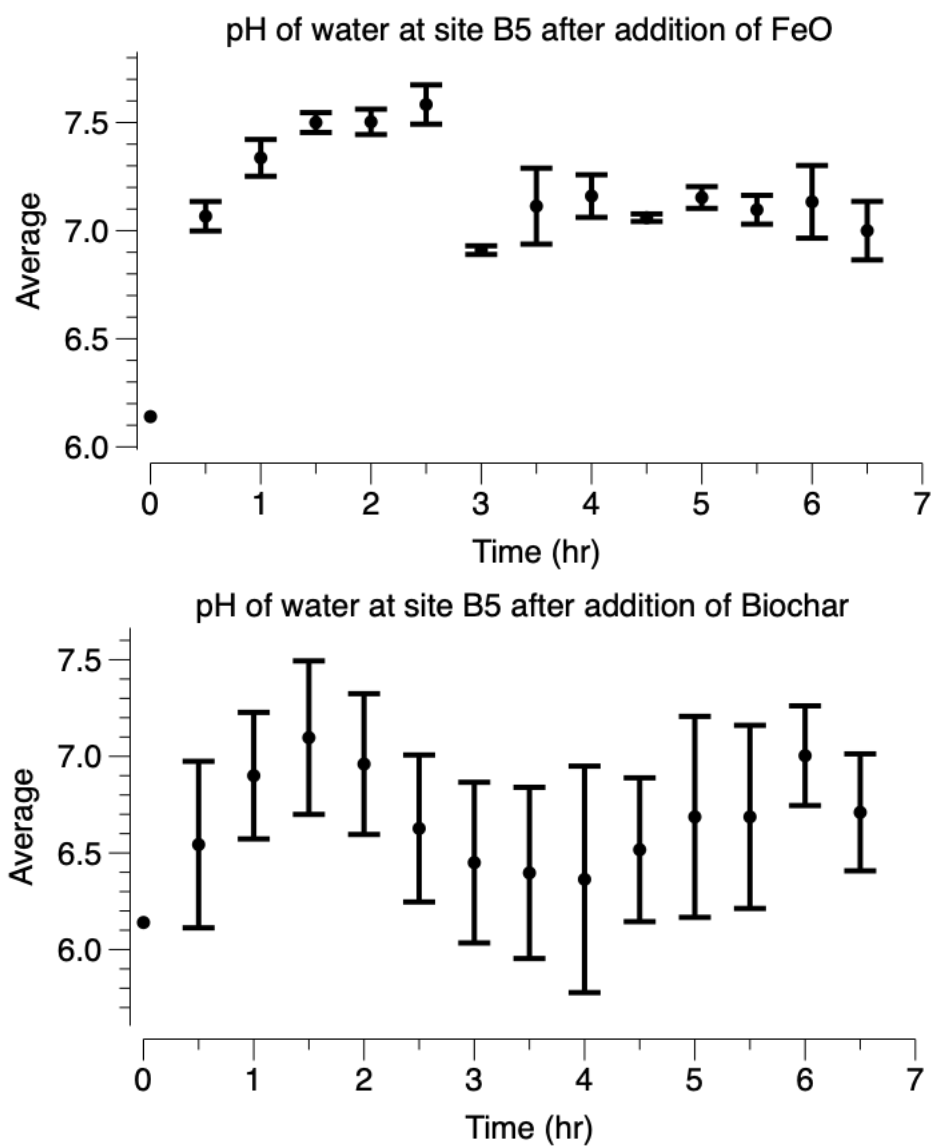 pH of water at site B5 after addition of FeO
7.5
7.0
6.5
6.0
Average
0 1 2 3 4 5 6 7
Time (hr)
pH of water at site B5 after addition of Biochar
7.5
7.0
6.5
6.0
Average
0 1 2 3 4 5 6 7
Time (hr)